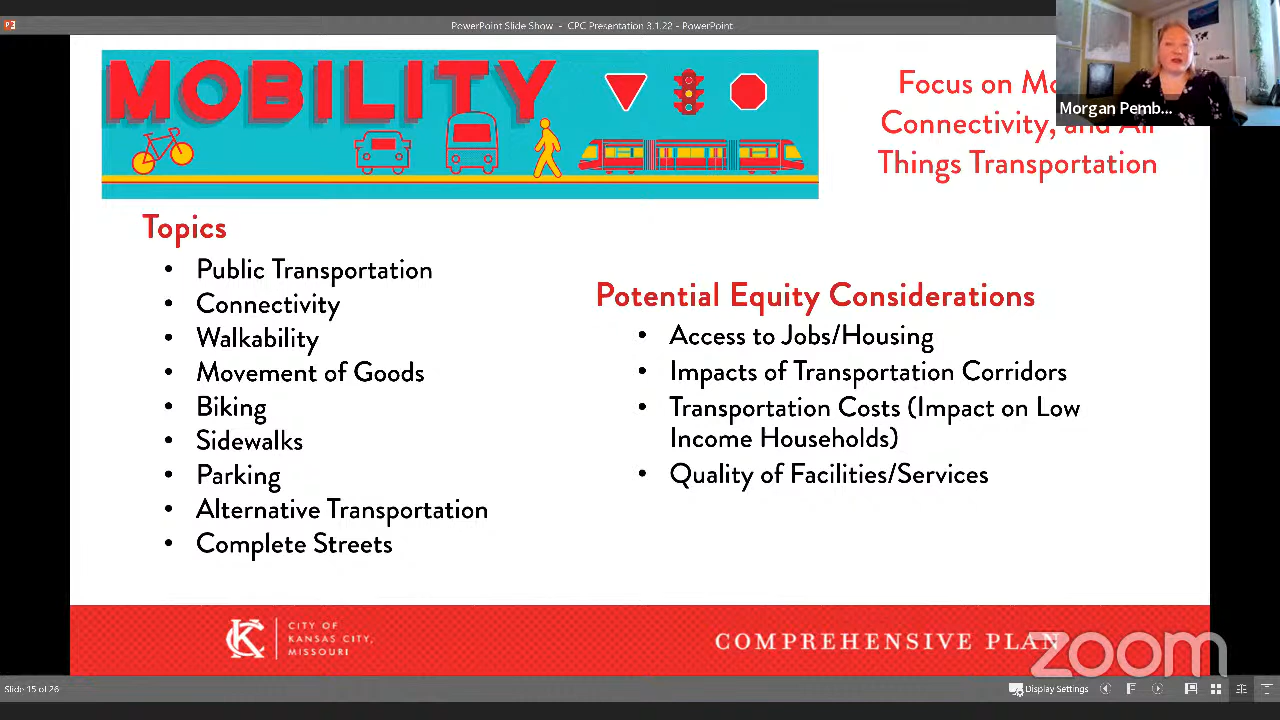 PowerPoint Slide Show - CPC Presentation 3.1.22 - PowerPoint
MOBILITY
Focus on Mo
Connectivity, and All
Things Transportation
Morgan Pemb...
Topics
• Public Transportation
• Connectivity
• Walkability
• Movement of Goods
• Biking
• Sidewalks
• Parking
• Alternative Transportation
• Complete Streets
Potential Equity Considerations
• Access to Jobs/Housing
• Impacts of Transportation Corridors
• Transportation Costs (Impact on Low
Income Households)
• Quality of Facilities/Services
KC
CITY OF
KANSAS CITY,
MISSOURI
COMPREHENSIVE PLAN
zoom
Slide 15 of 26
Display Settings